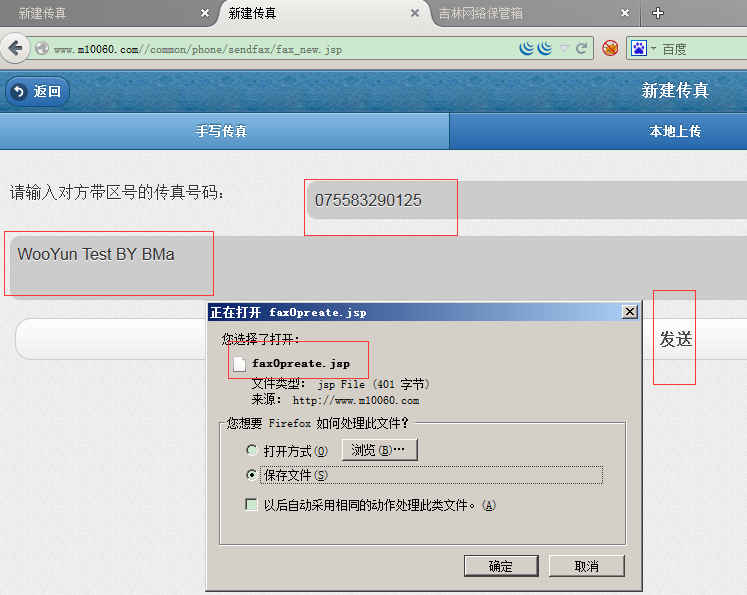 新建传真 新建传真 吉林网络保管箱
www.m10060.com//common/phone/sendfax/fax_new.jsp 百度
返回 新建传真
手写传真 本地上传
请输入对方带区号的传真号码: 075583290125
WooYun Test BY BMa
发送
正在打开 faxOpreate.jsp
您选择了打开:
faxOpreate.jsp
文件类型: jsp File (401 字节)
来源: http://www.m10060.com
您想要 Firefox 如何处理此文件?
打开方式(O) 浏览(B)…
保存文件(S)
以后自动采用相同的动作处理此类文件。(A)
确定 取消